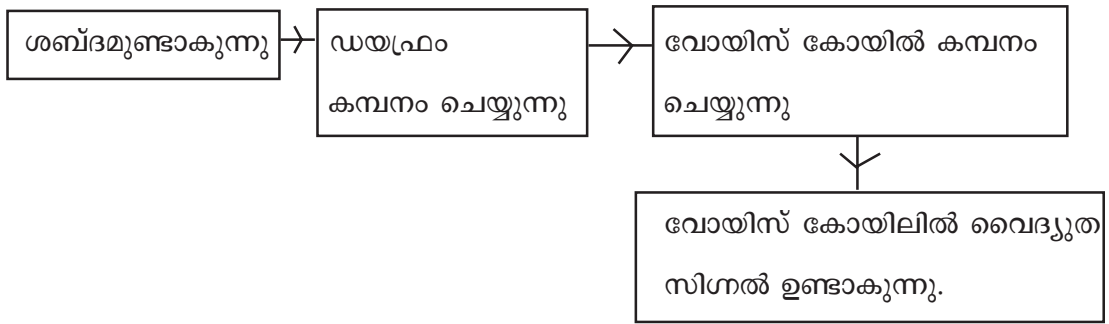 ശബ്ദമുണ്ടാകുന്നു
ഡയഫ്രം
കമ്പനം ചെയ്യുന്നു
വോയിസ് കോയിൽ കമ്പനം
ചെയ്യുന്നു
വോയിസ് കോയിലിൽ വൈദ്യുത
സിഗ്നൽ ഉണ്ടാകുന്നു.